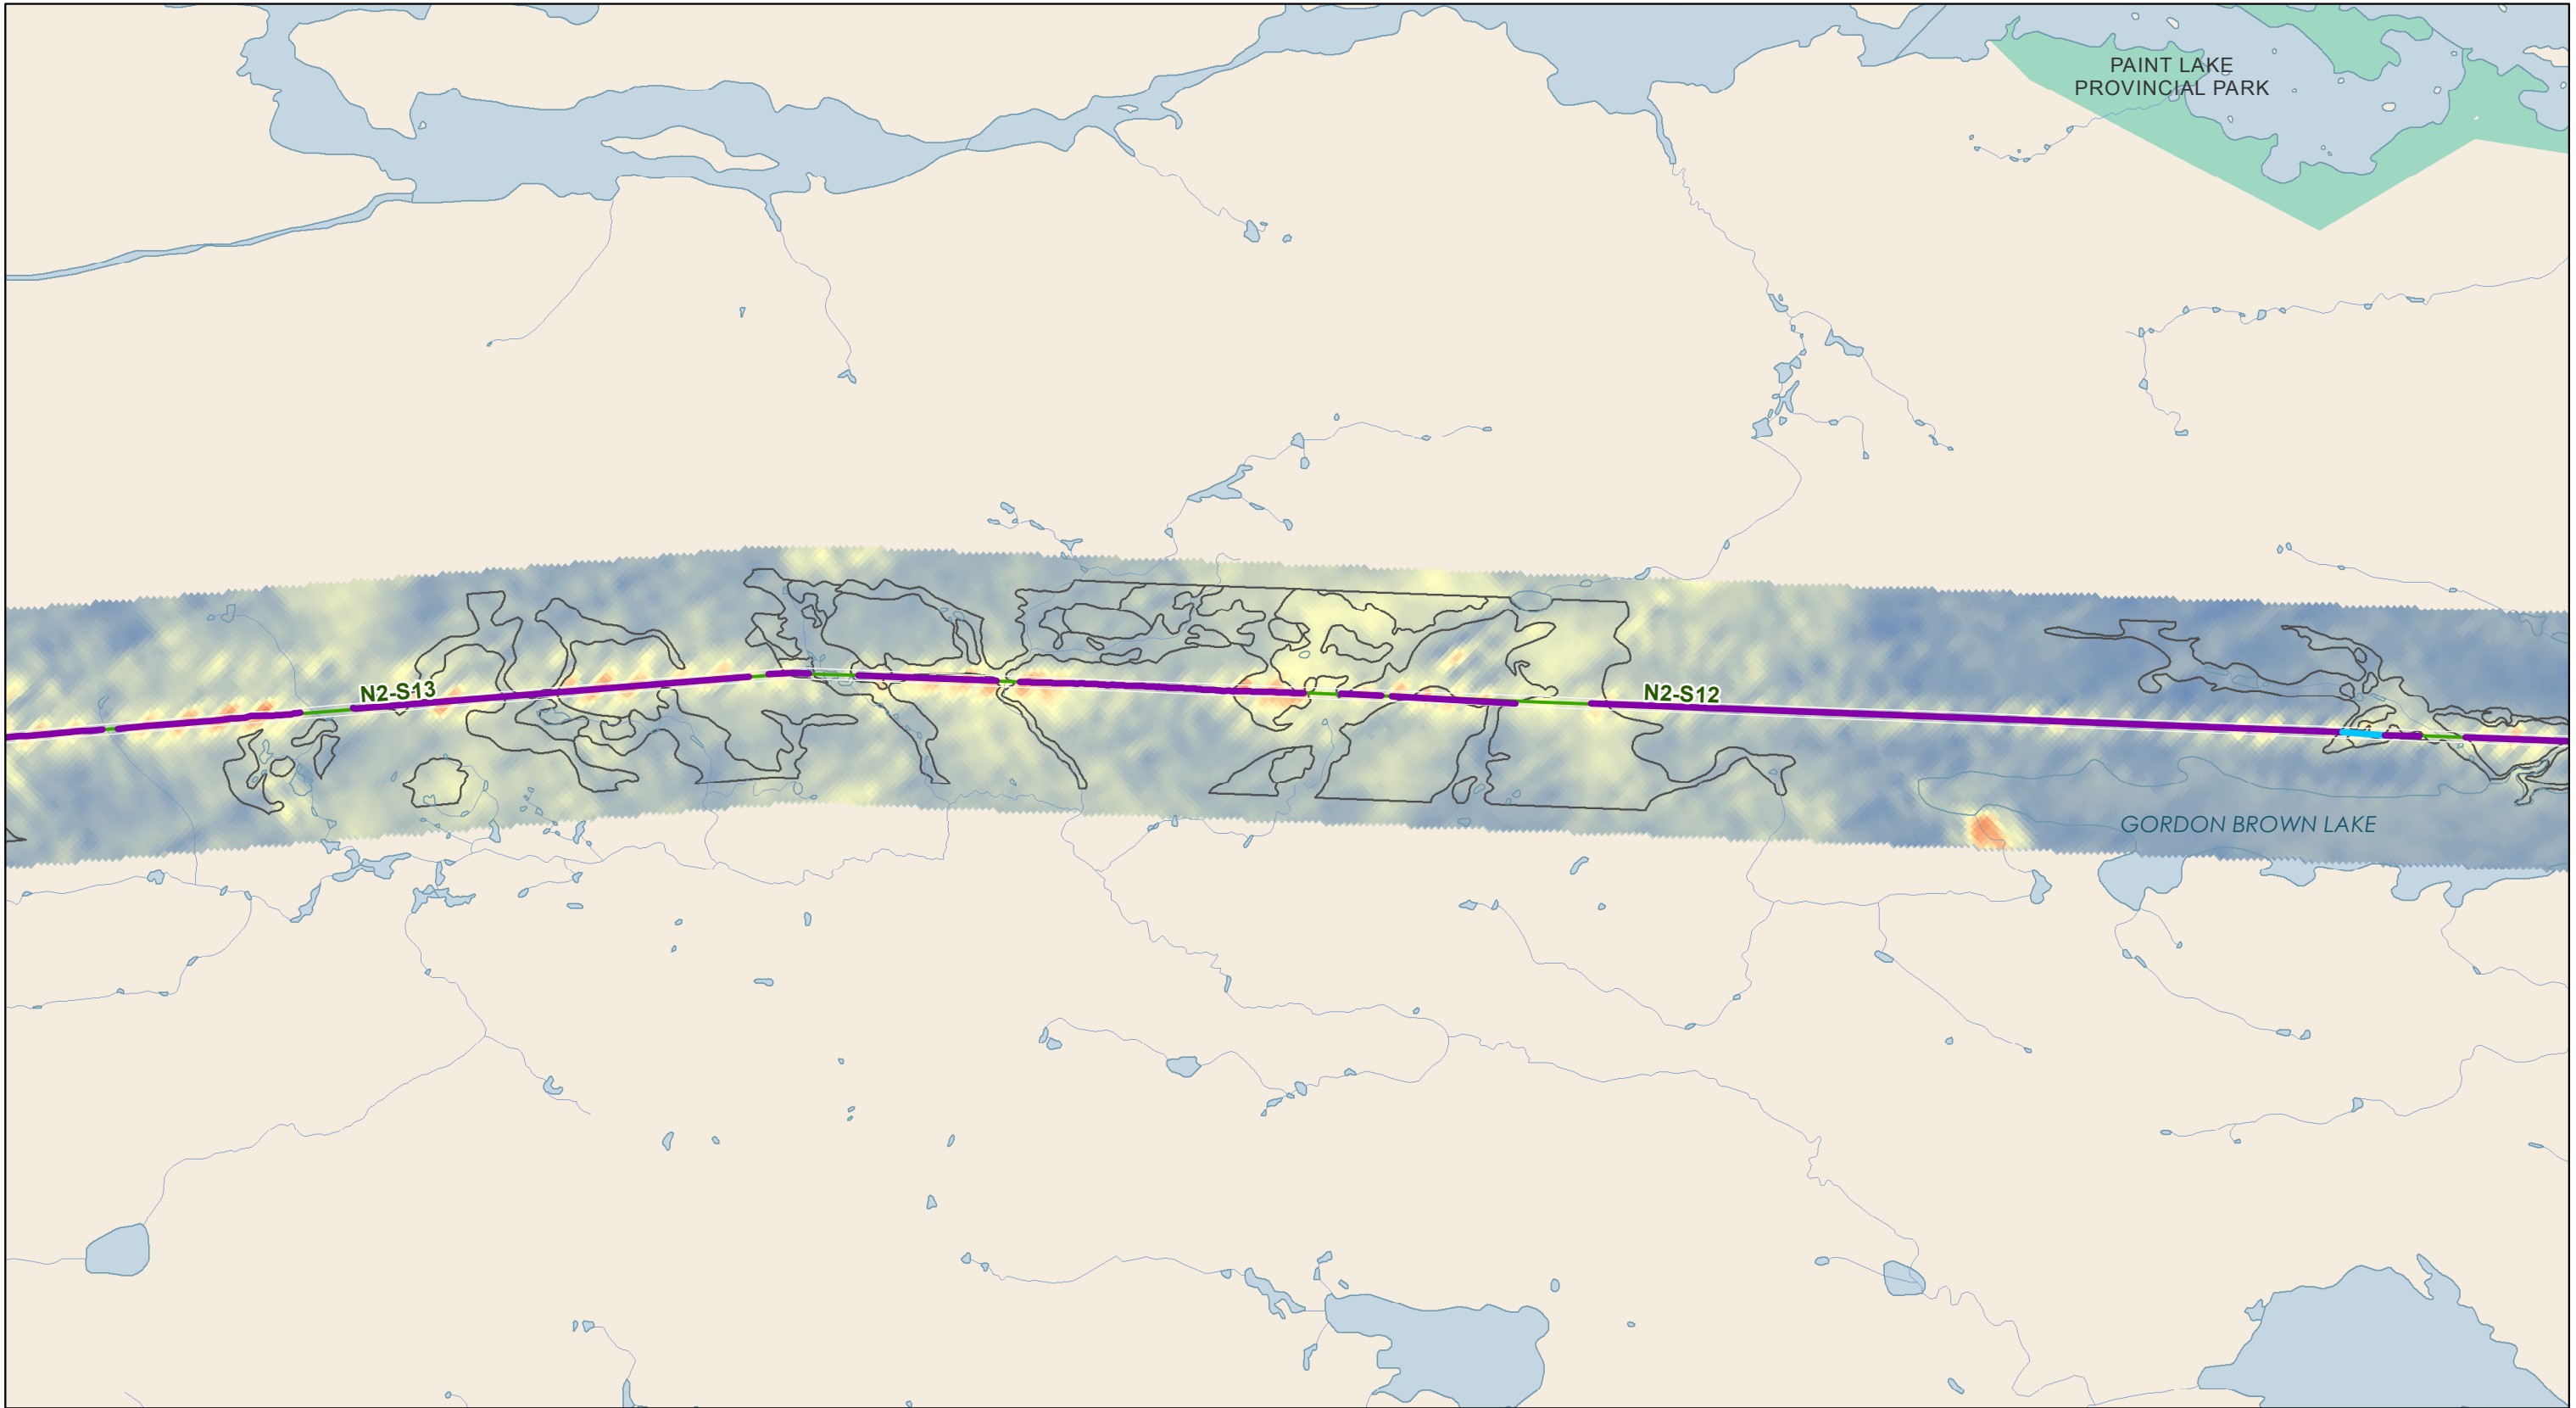 PAINT LAKE
PROVINCIAL PARK
N2-S13
N2-S12
GORDON BROWN LAKE